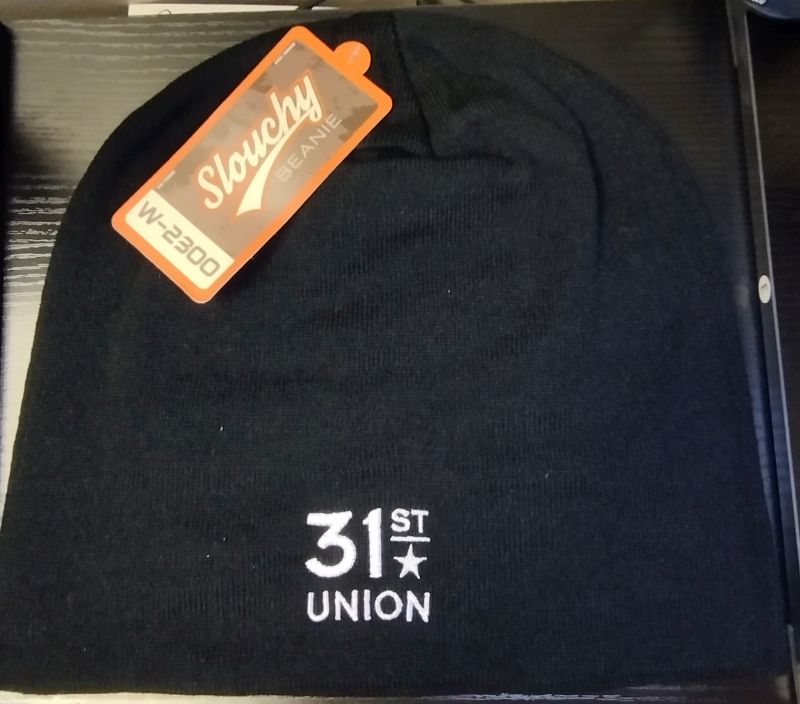 Slouchy
BEANIE
W-2300
31ST
UNION